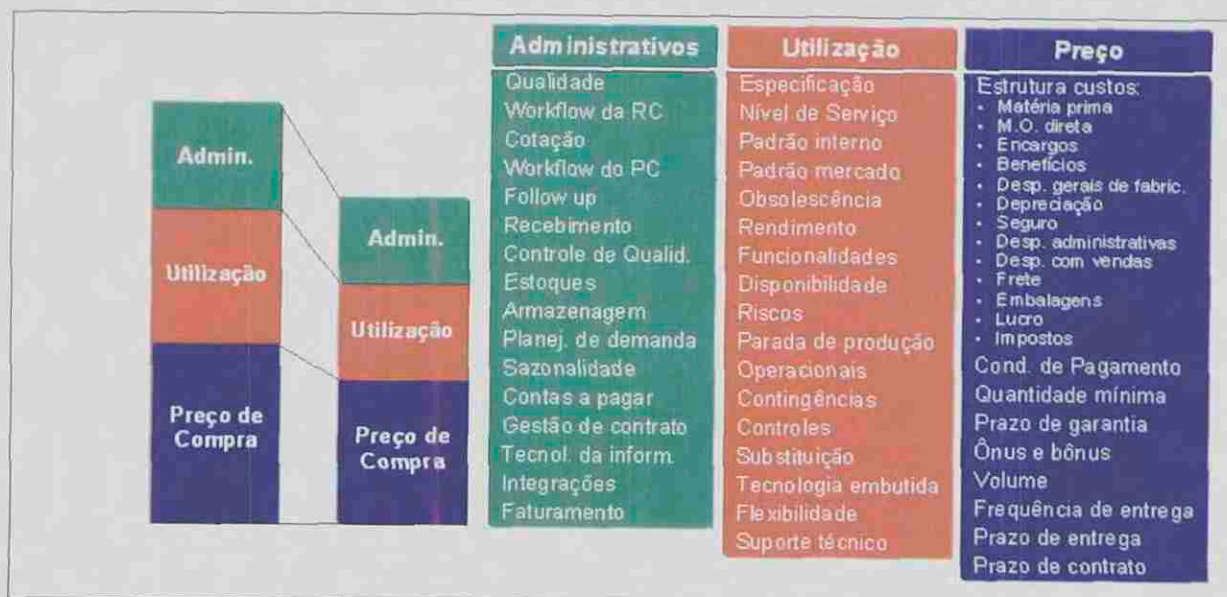 Admin.
Utilização
Preço de
Compra
Admin.
Utilização
Preço de
Compra
Administrativos
Qualidade
Workflow da RC
Cotação
Workflow do PC
Follow up
Recebimento
Controle de Qualid.
Estoques
Armazenagem
Planej. de demanda
Sazonalidade
Contas a pagar
Gestão de contrato
Tecnol. da inform.
Integrações
Faturamento
Utilização
Especificação
Nível de Serviço
Padrão interno
Padrão mercado
Obsolescência
Rendimento
Funcionalidades
Disponibilidade
Riscos
Parada de produção
Operacionais
Contingências
Controles
Substituição
Tecnologia embutida
Flexibilidade
Suporte técnico
Preço
Estrutura custos:
• Matéria prima
• M.O. direta
• Encargos
• Benefícios
• Desp. gerais de fabric.
• Depreciação
• Seguro
• Desp. administrativas
• Desp. com vendas
• Frete
• Embalagens
• Lucro
• Impostos
Cond. de Pagamento
Quantidade mínima
Prazo de garantia
Ônus e bônus
Volume
Frequência de entrega
Prazo de entrega
Prazo de contrato